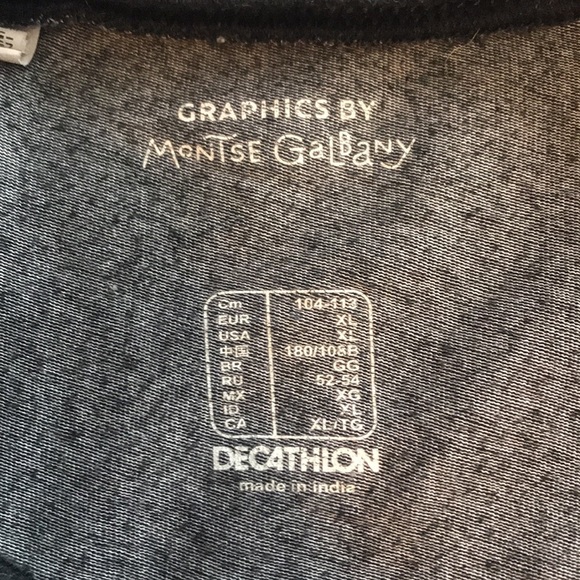 GRAPHICS BY
MONTSE GALBANY
Cm 104-112
EUR XL
USA XL
中国 180/108B
BR GG
RU 52-54
MX XG
ID XL
CA XL/TG
DECATHLON
made in india